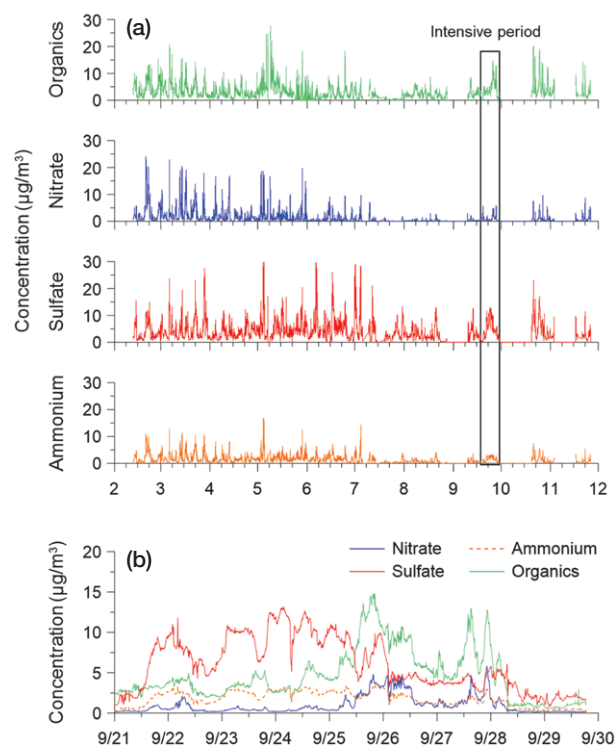 (a)
Intensive period
Concentration (μg/m³)
Organics
30
20
10
0
Nitrate
30
20
10
0
Sulfate
30
20
10
0
Ammonium
30
20
10
0
2 3 4 5 6 7 8 9 10 11 12
(b)
Nitrate Ammonium
Sulfate Organics
Concentration (μg/m³)
20
15
10
5
0
9/21 9/22 9/23 9/24 9/25 9/26 9/27 9/28 9/29 9/30